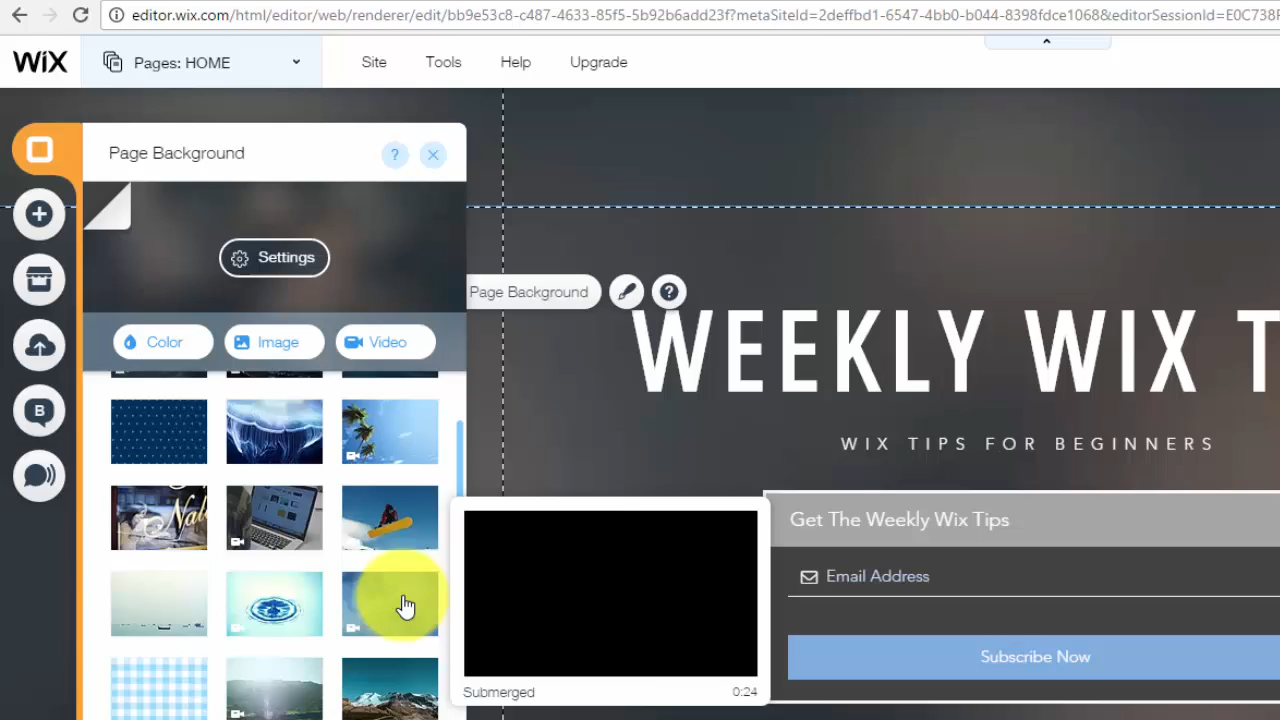 editor.wix.com/html/editor/web/renderer/edit/bb9e53c8-c487-4633-85f5-5b92b6add23f?metaSiteId=2deffbd1-6547-4bb0-b044-8398fdce1068&editorSessionId=E0C738F
WiX
Pages: HOME
Site
Tools
Help
Upgrade
Page Background
?
Settings
Page Background
?
Color
Image
Video
WEEKLY WIX T
WIX TIPS FOR BEGINNERS
B
Nal
Get The Weekly Wix Tips
Email Address
Subscribe Now
Submerged
0:24